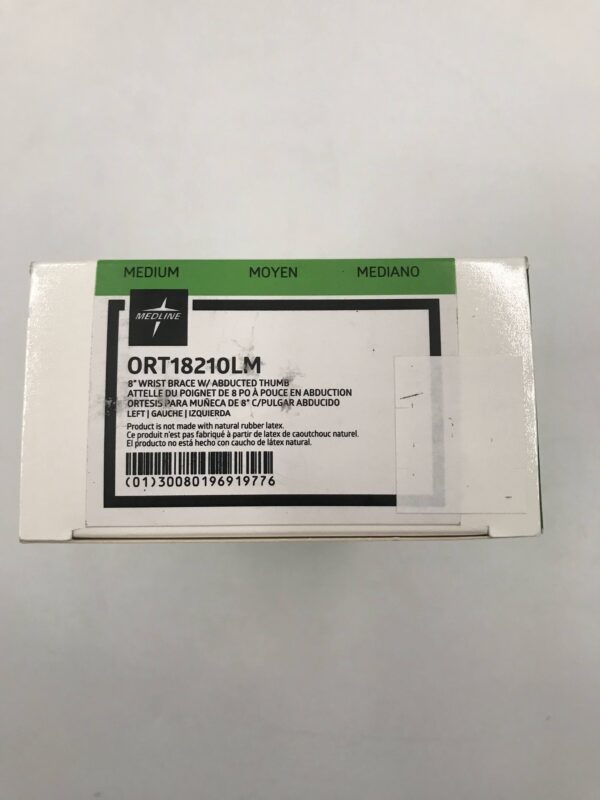 MEDIUM MOYEN MEDIANO
MEDLINE
ORT18210LM
8" WRIST BRACE W/ ABDUCTED THUMB
ATTELLE DU POIGNET DE 8 PO À POUCE EN ABDUCTION
ORTESIS PARA MUÑECA DE 8" C/PULGAR ABDUCIDO
LEFT | GAUCHE | IZQUIERDA
Product is not made with natural rubber latex.
Ce produit n'est pas fabriqué à partir de latex de caoutchouc naturel.
El producto no está hecho con caucho de látex natural.
(01)30080196919776